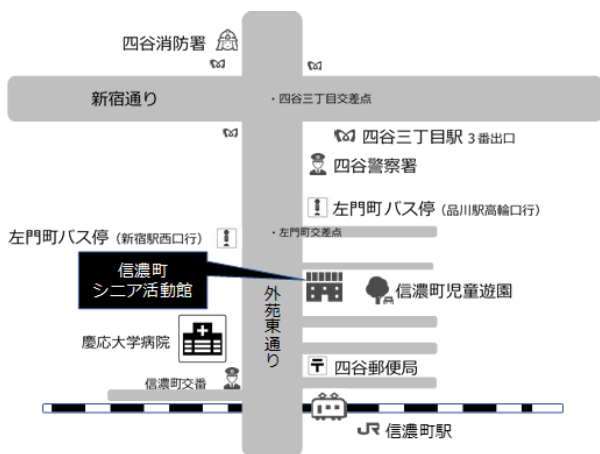 四谷消防署
新宿通り
・四谷三丁目交差点
四谷三丁目駅 3番出口
四谷警察署
左門町バス停 (品川駅高輪口行)
左門町バス停 (新宿駅西口行)
・左門町交差点
信濃町
シニア活動館
外苑東通り
信濃町児童遊園
慶応大学病院
四谷郵便局
信濃町交番
JR 信濃町駅